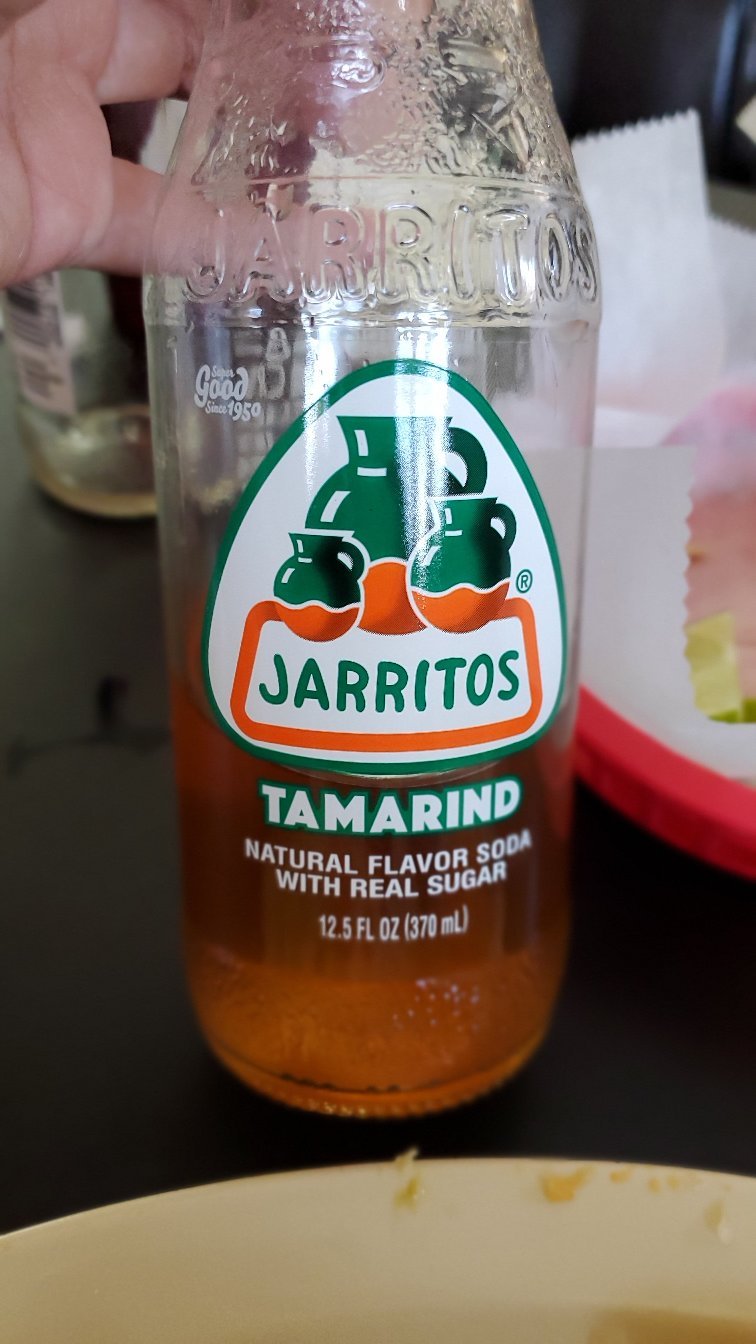 JARRITOS
Super
Good
Since 1950
®
JARRITOS
TAMARIND
NATURAL FLAVOR SODA
WITH REAL SUGAR
12.5 FL OZ (370 mL)